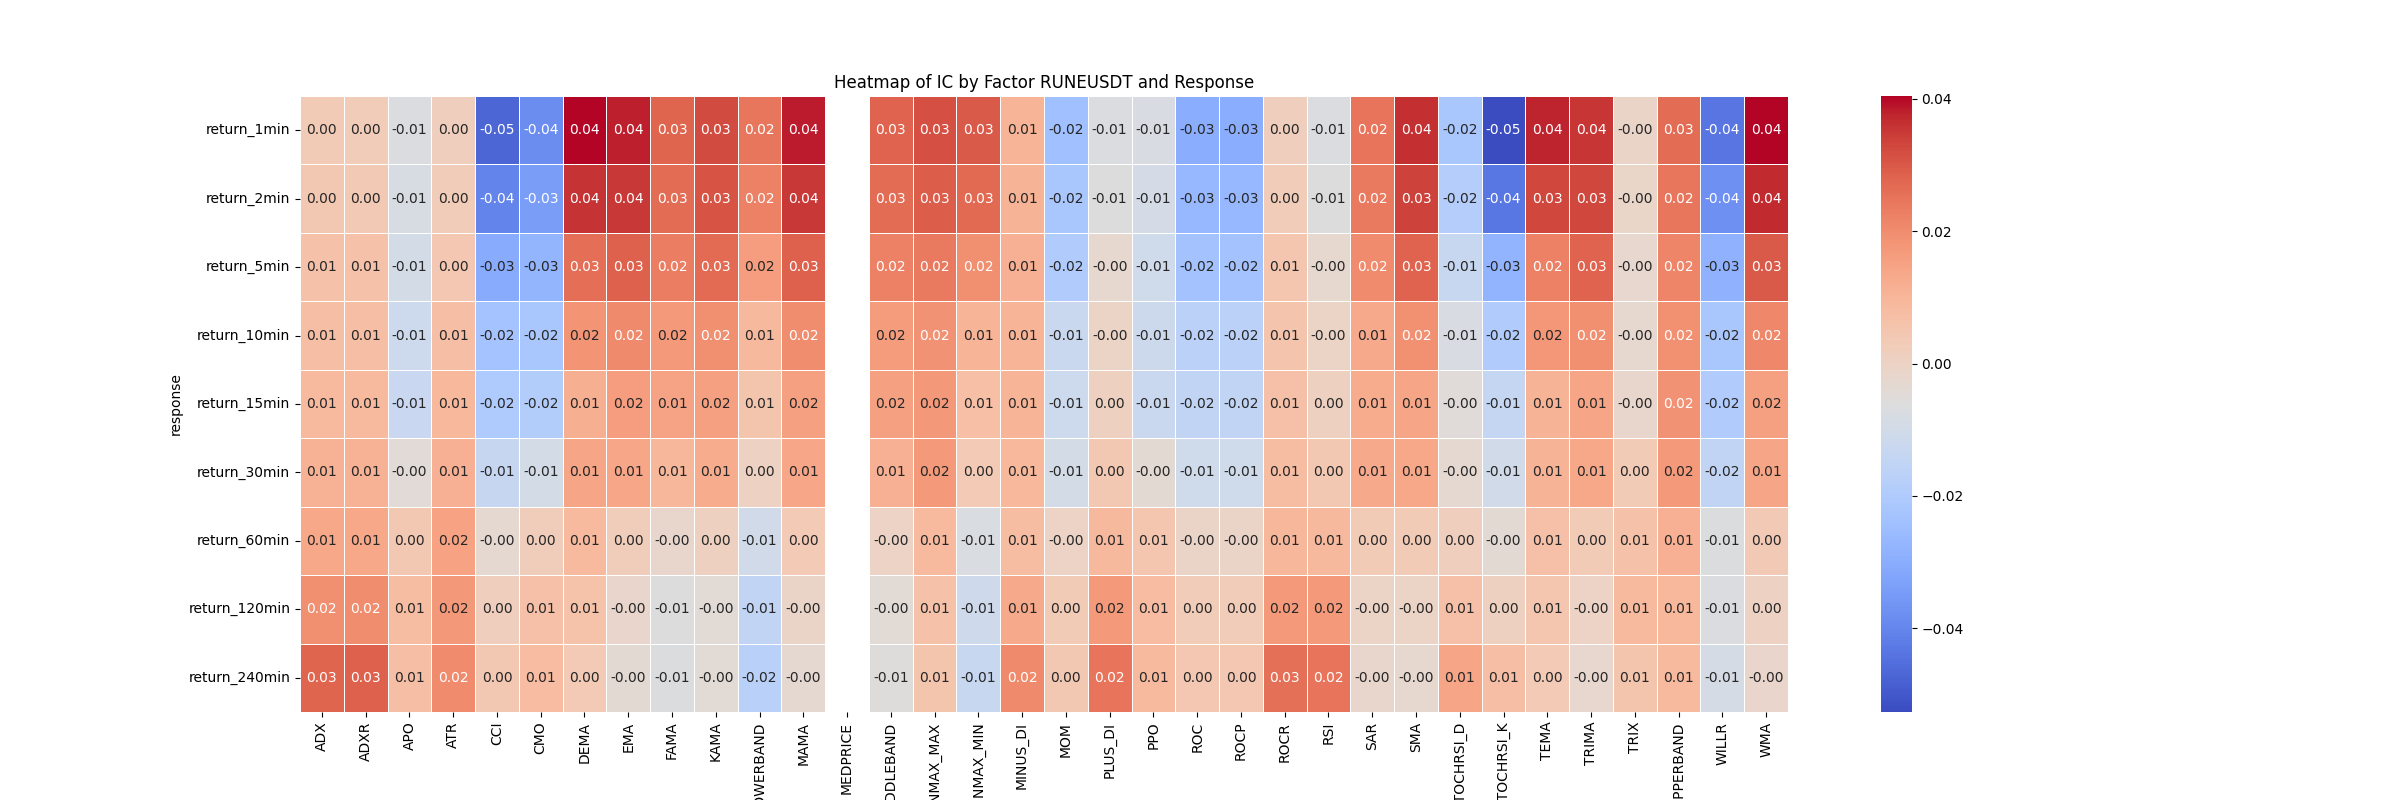 Heatmap of IC by Factor RUNEUSDT and Response
response
return_1min 0.00 0.00 -0.01 0.00 -0.05 -0.04 0.04 0.04 0.03 0.03 0.02 0.04 0.03 0.03 0.03 0.01 -0.02 -0.01 -0.01 -0.03 -0.03 0.00 -0.01 0.02 0.04 -0.02 -0.05 0.04 0.04 -0.00 0.03 -0.04 0.04
return_2min 0.00 0.00 -0.01 0.00 -0.04 -0.03 0.04 0.04 0.03 0.03 0.02 0.04 0.03 0.03 0.03 0.01 -0.02 -0.01 -0.01 -0.03 -0.03 0.00 -0.01 0.02 0.03 -0.02 -0.04 0.03 0.03 -0.00 0.02 -0.04 0.04
return_5min 0.01 0.01 -0.01 0.00 -0.03 -0.03 0.03 0.03 0.02 0.03 0.02 0.03 0.02 0.02 0.02 0.01 -0.02 -0.00 -0.01 -0.02 -0.02 0.01 -0.00 0.02 0.03 -0.01 -0.03 0.02 0.03 -0.00 0.02 -0.03 0.03
return_10min 0.01 0.01 -0.01 0.01 -0.02 -0.02 0.02 0.02 0.02 0.02 0.01 0.02 0.02 0.02 0.01 0.01 -0.01 -0.00 -0.01 -0.02 -0.02 0.01 -0.00 0.01 0.02 -0.01 -0.02 0.02 0.02 -0.00 0.02 -0.02 0.02
return_15min 0.01 0.01 -0.01 0.01 -0.02 -0.02 0.01 0.02 0.01 0.02 0.01 0.02 0.02 0.02 0.01 0.01 -0.01 0.00 -0.01 -0.02 -0.02 0.01 0.00 0.01 0.01 -0.00 -0.01 0.01 0.01 -0.00 0.02 -0.02 0.02
return_30min 0.01 0.01 -0.00 0.01 -0.01 -0.01 0.01 0.01 0.01 0.01 0.00 0.01 0.01 0.02 0.00 0.01 -0.01 0.00 -0.00 -0.01 -0.01 0.01 0.00 0.01 0.01 -0.00 -0.01 0.01 0.01 0.00 0.02 -0.02 0.01
return_60min 0.01 0.01 0.00 0.02 -0.00 0.00 0.01 0.00 -0.00 0.00 -0.01 0.00 -0.00 0.01 -0.01 0.01 -0.00 0.01 0.01 -0.00 -0.00 0.01 0.01 0.00 0.00 0.00 -0.00 0.01 0.00 0.01 0.01 -0.01 0.00
return_120min 0.02 0.02 0.01 0.02 0.00 0.01 0.01 -0.00 -0.01 -0.00 -0.01 -0.00 -0.00 0.01 -0.01 0.01 0.00 0.02 0.01 0.00 0.00 0.02 0.02 -0.00 -0.00 0.01 0.00 0.01 -0.00 0.01 0.01 -0.01 0.00
return_240min 0.03 0.03 0.01 0.02 0.00 0.01 0.00 -0.00 -0.01 -0.00 -0.02 -0.00 -0.01 0.01 -0.01 0.02 0.00 0.02 0.01 0.00 0.00 0.03 0.02 -0.00 -0.00 0.01 0.01 0.00 -0.00 0.01 0.01 -0.01 -0.00
ADX
ADXR
APO
ATR
CCI
CMO
DEMA
EMA
FAMA
KAMA
OWERBAND
MAMA
MEDPRICE
DDLEBAND
NMAX_MAX
NMAX_MIN
MINUS_DI
MOM
PLUS_DI
PPO
ROC
ROCP
ROCR
RSI
SAR
SMA
TOCHRSI_D
TOCHRSI_K
TEMA
TRIMA
TRIX
PPERBAND
WILLR
WMA
0.04
0.02
0.00
−0.02
−0.04